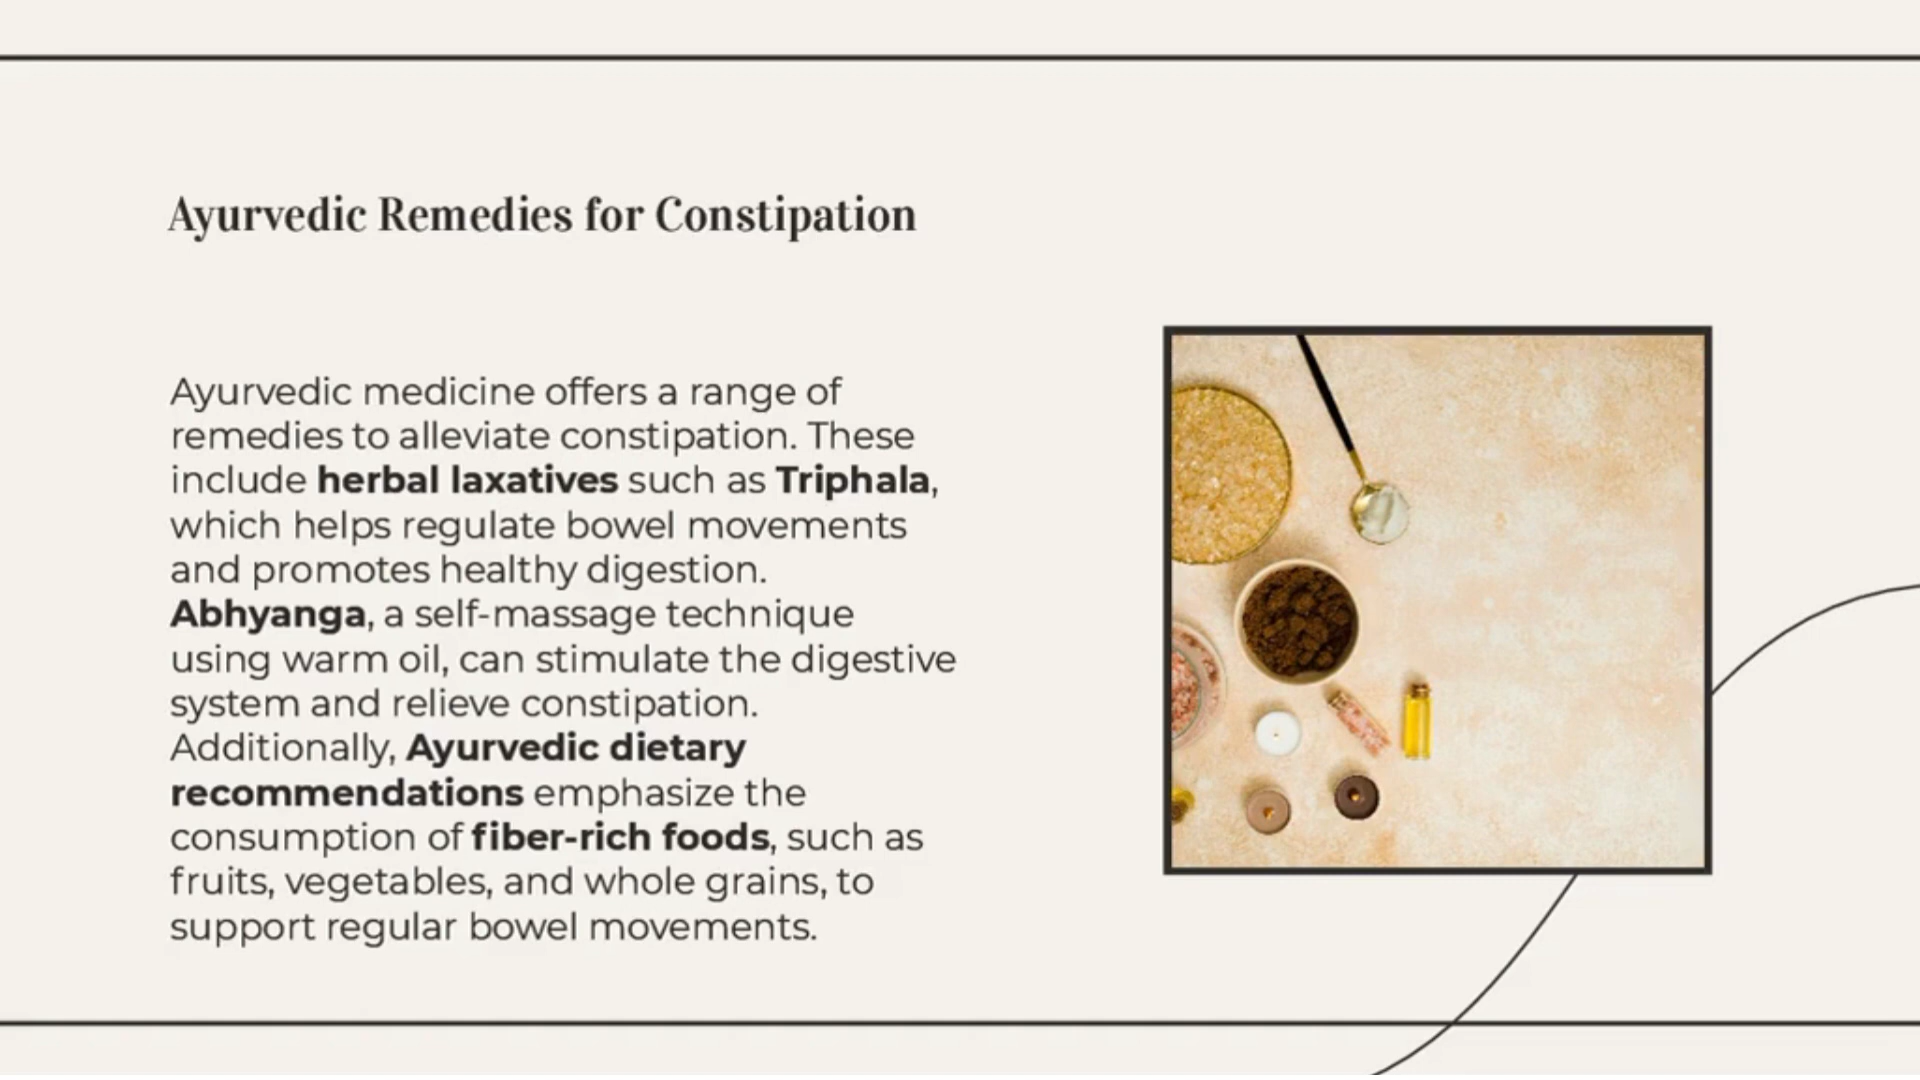 Ayurvedic Remedies for Constipation
Ayurvedic medicine offers a range of
remedies to alleviate constipation. These
include herbal laxatives such as Triphala,
which helps regulate bowel movements
and promotes healthy digestion.
Abhyanga, a self-massage technique
using warm oil, can stimulate the digestive
system and relieve constipation.
Additionally, Ayurvedic dietary
recommendations emphasize the
consumption of fiber-rich foods, such as
fruits, vegetables, and whole grains, to
support regular bowel movements.